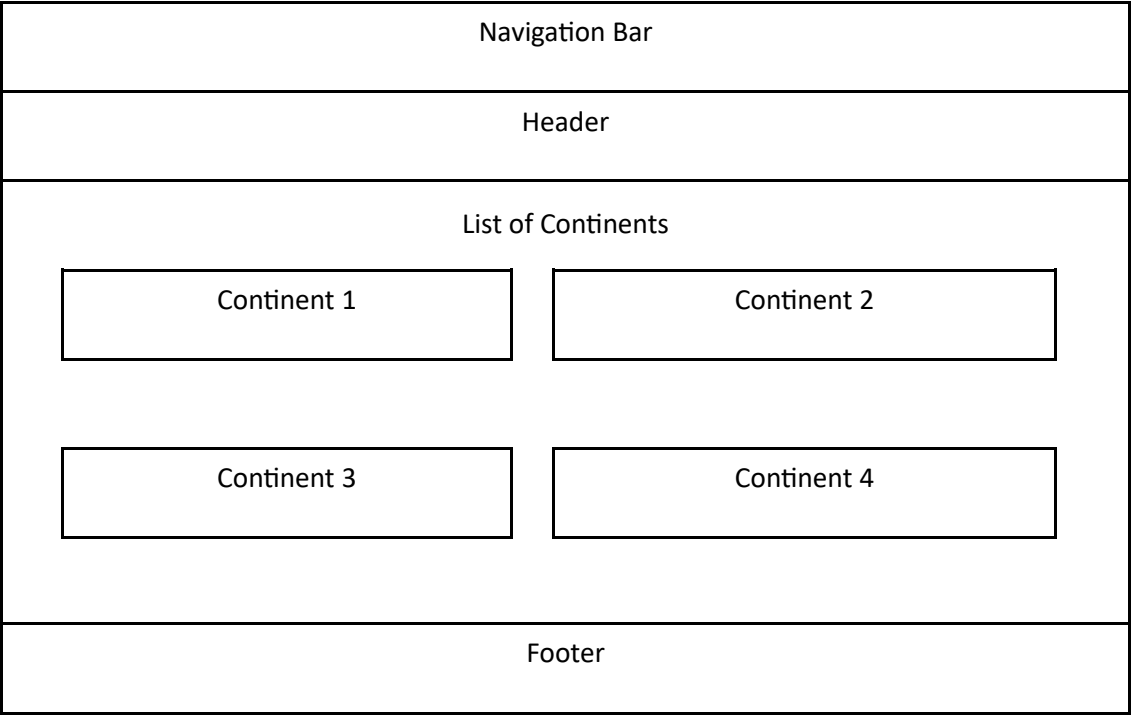 Navigation Bar
Header
List of Continents
Continent 1
Continent 2
Continent 3
Continent 4
Footer